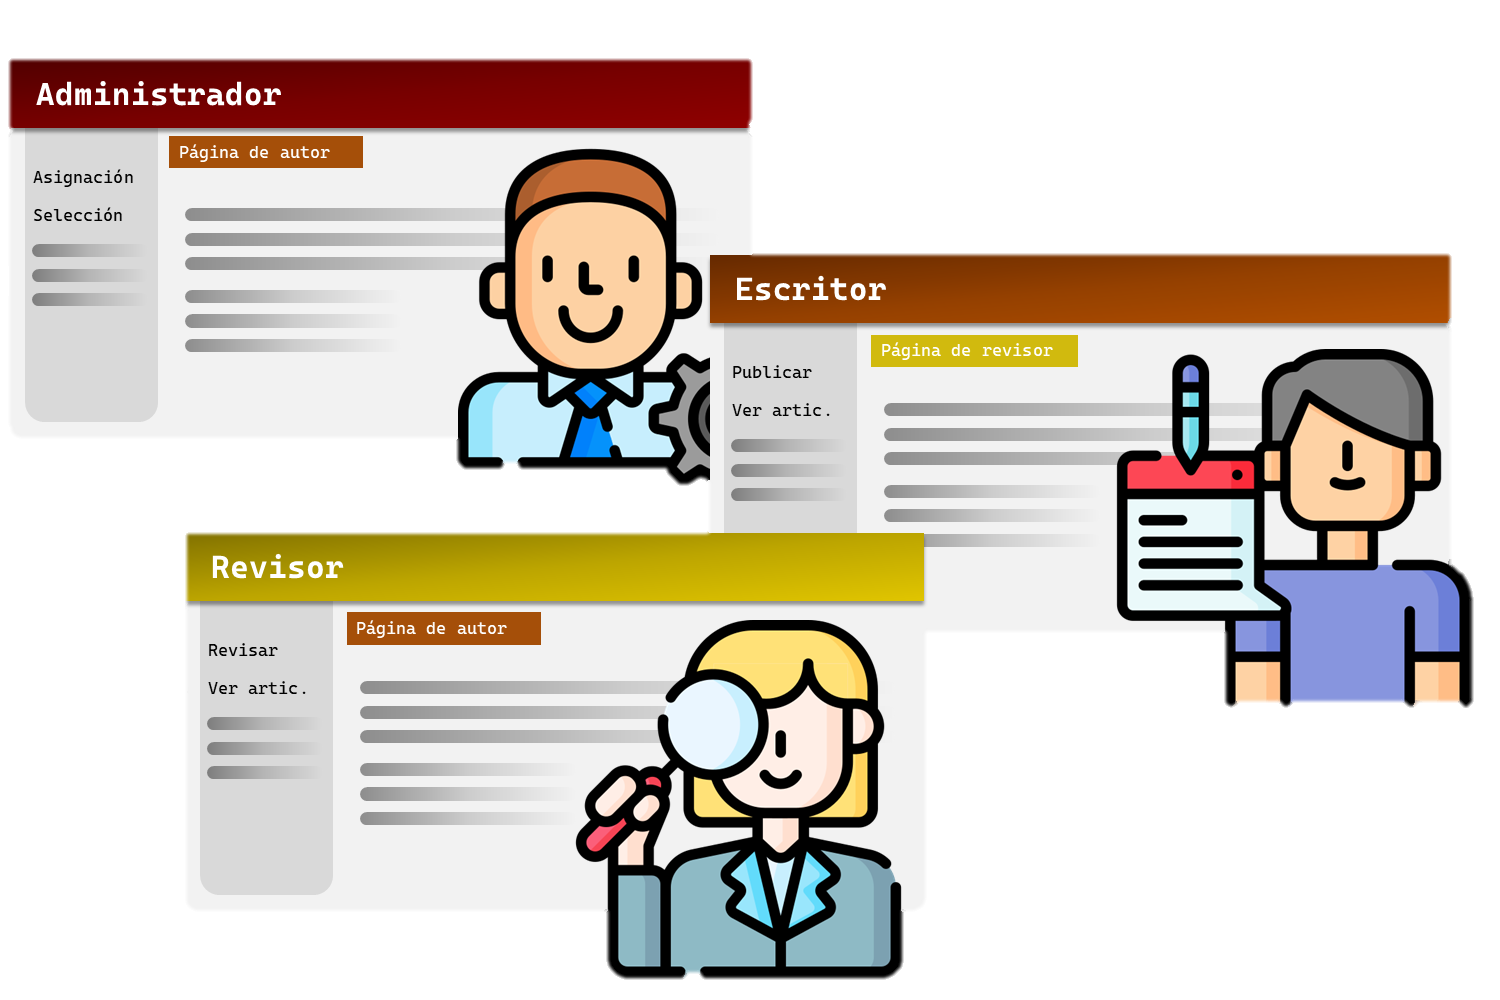 Administrador
Página de autor
Asignación
Selección
Escritor
Página de revisor
Publicar
Ver artic.
Revisor
Página de autor
Revisar
Ver artic.